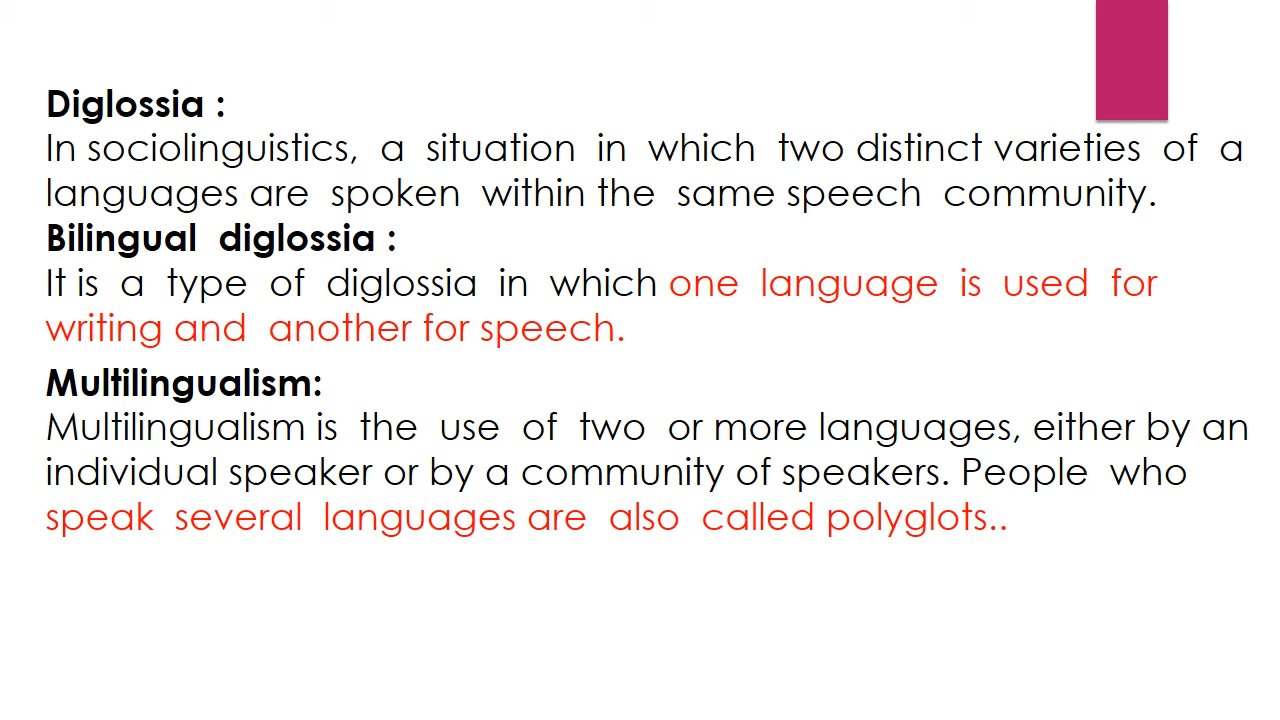 Diglossia :
In sociolinguistics, a situation in which two distinct varieties of a
languages are spoken within the same speech community.
Bilingual diglossia :
It is a type of diglossia in which one language is used for
writing and another for speech.
Multilingualism:
Multilingualism is the use of two or more languages, either by an
individual speaker or by a community of speakers. People who
speak several languages are also called polyglots..